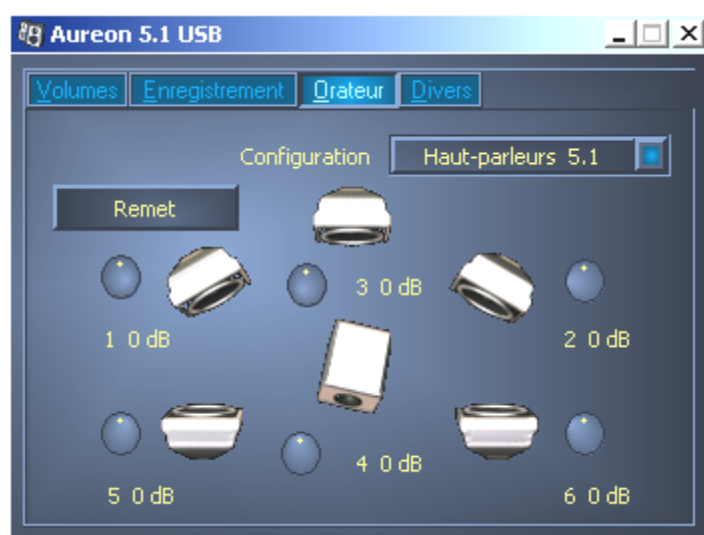 Aureon 5.1 USB
Volumes Enregistrement Orateur Divers
Configuration Haut-parleurs 5.1
Remet
3 0 dB
1 0 dB
2 0 dB
4 0 dB
5 0 dB
6 0 dB